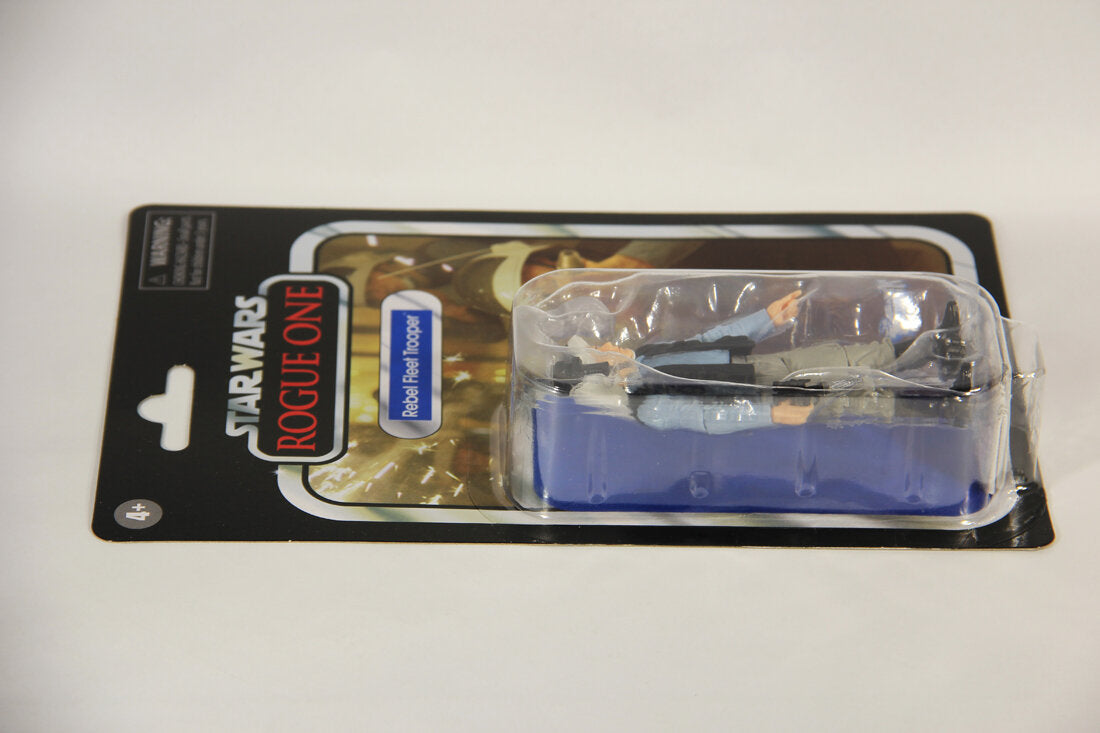 WARNING:
STAR WARS
ROGUE ONE
Rebel Fleet Trooper
4+